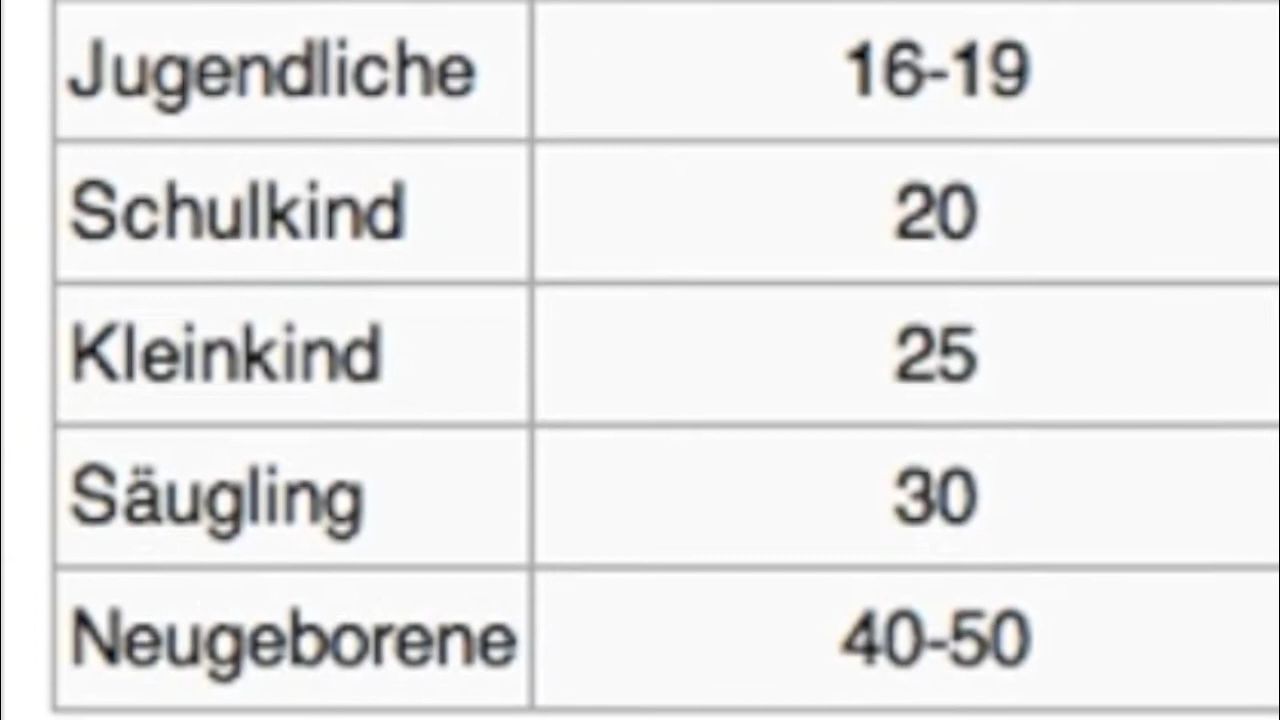 Jugendliche 16-19
Schulkind 20
Kleinkind 25
Säugling 30
Neugeborene 40-50